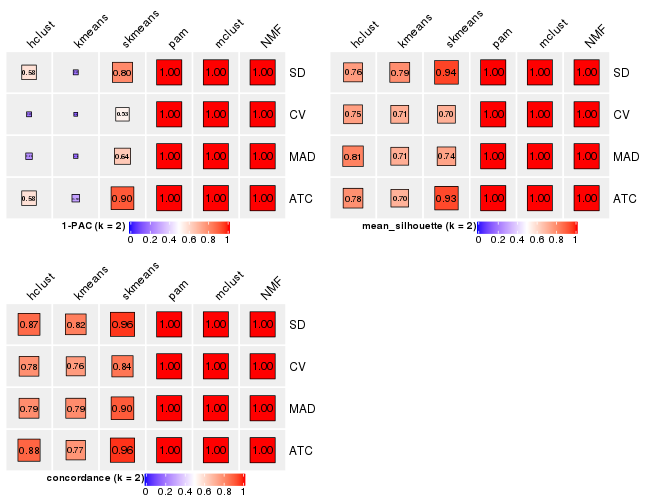 hclust kmeans skmeans pam mclust NMF
0.58 0.80 1.00 1.00 1.00 SD
0.53 1.00 1.00 1.00 CV
0.64 1.00 1.00 1.00 MAD
0.58 0.90 1.00 1.00 1.00 ATC
1-PAC (k = 2)
0 0.2 0.4 0.6 0.8 1
hclust kmeans skmeans pam mclust NMF
0.76 0.79 0.94 1.00 1.00 1.00 SD
0.75 0.71 0.70 1.00 1.00 1.00 CV
0.81 0.71 0.74 1.00 1.00 1.00 MAD
0.78 0.70 0.93 1.00 1.00 1.00 ATC
mean_silhouette (k = 2)
0 0.2 0.4 0.6 0.8 1
hclust kmeans skmeans pam mclust NMF
0.87 0.82 0.96 1.00 1.00 1.00 SD
0.78 0.76 0.84 1.00 1.00 1.00 CV
0.79 0.79 0.90 1.00 1.00 1.00 MAD
0.88 0.77 0.96 1.00 1.00 1.00 ATC
concordance (k = 2)
0 0.2 0.4 0.6 0.8 1